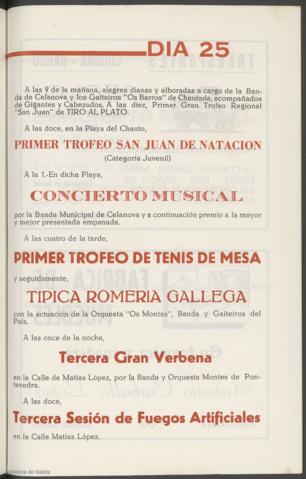 DIA 25
A las 9 de la mañana, alegres dianas y alboradas a cargo de la Ban-
da de Celanova y los Gaiteiros "Os Barros" de Chantada, acompañados
de Gigantes y Cabezudos. A las diez, Primer Gran Trofeo Regional
"San Juan" de TIRO AL PLATO.
A las doce, en la Playa del Chanto,
PRIMER TROFEO SAN JUAN DE NATACION
(Categoría Juvenil)
A la 1.-En dicha Playa,
CONCIERTO MUSICAL
por la Banda Municipal de Celanova y a continuación premio a la mayor
y mejor presentada empanada.
A las cuatro de la tarde,
PRIMER TROFEO DE TENIS DE MESA
y seguidamente,
TIPICA ROMERIA GALLEGA
con la actuación de la Orquesta "Os Montes", Banda y Gaiteiros del
País.
A las once de la noche,
Tercera Gran Verbena
en la Calle de Matías López, por la Banda y Orquesta Montes de Pon-
tevedra.
A las doce,
Tercera Sesión de Fuegos Artificiales
en la Calle Matías López.
Biblioteca de Galicia